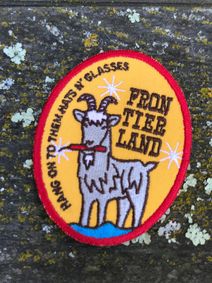 HANG ON TO THEM HATS N' GLASSES
FRON
TIER
LAND